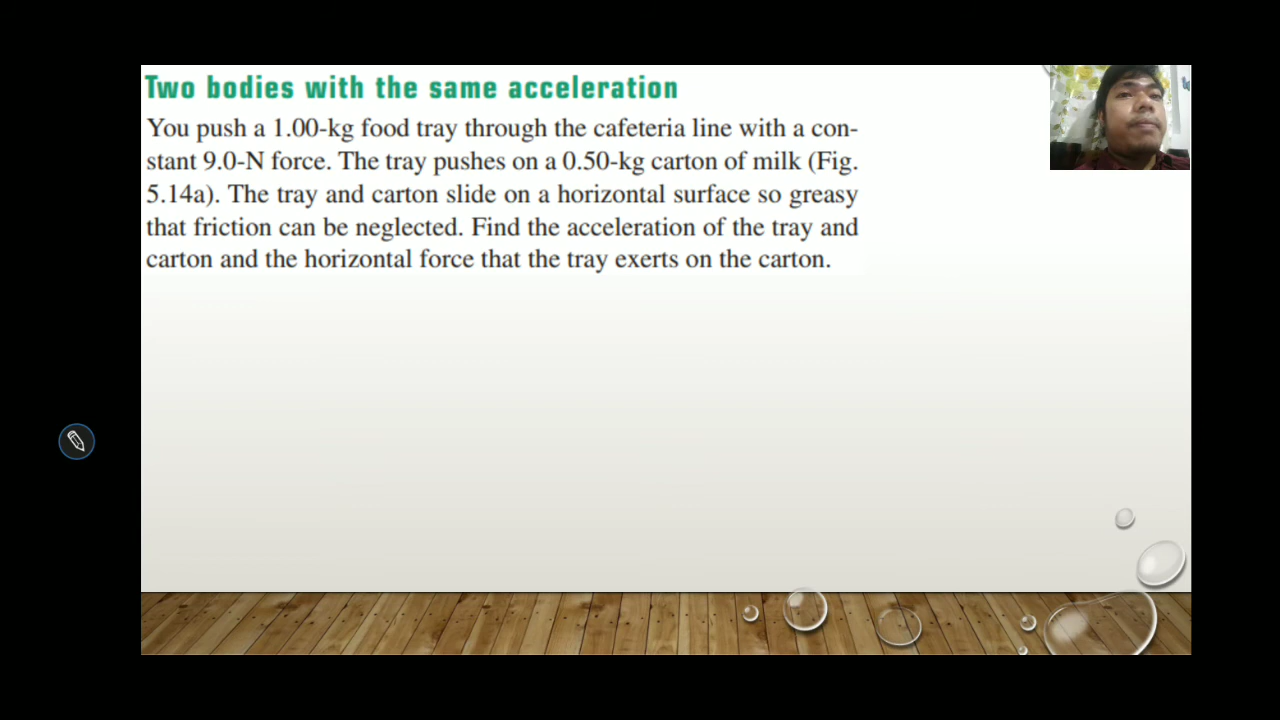 Two bodies with the same acceleration
You push a 1.00-kg food tray through the cafeteria line with a con-
stant 9.0-N force. The tray pushes on a 0.50-kg carton of milk (Fig.
5.14a). The tray and carton slide on a horizontal surface so greasy
that friction can be neglected. Find the acceleration of the tray and
carton and the horizontal force that the tray exerts on the carton.